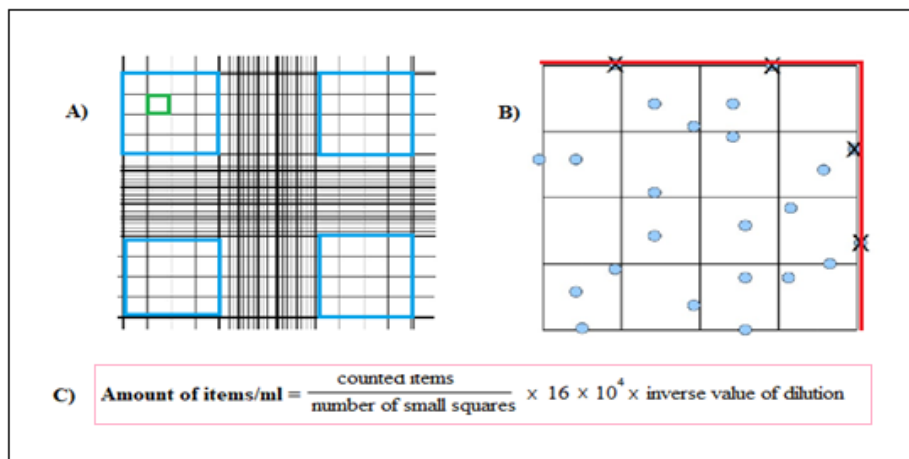 A)
B)
C) Amount of items/ml = counted items / number of small squares × 16 × 10⁴ × inverse value of dilution